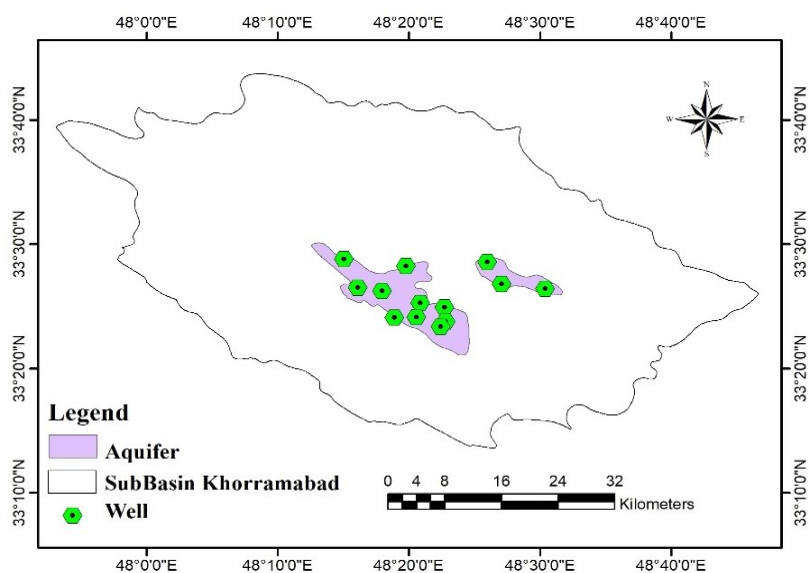 48°0'0"E 48°10'0"E 48°20'0"E 48°30'0"E 48°40'0"E
33°40'0"N 33°40'0"N
N
W E
S
33°30'0"N 33°30'0"N
33°20'0"N 33°20'0"N
Legend
Aquifer
SubBasin Khorramabad
Well
0 4 8 16 24 32
Kilometers
33°10'0"N 33°10'0"N
48°0'0"E 48°10'0"E 48°20'0"E 48°30'0"E 48°40'0"E